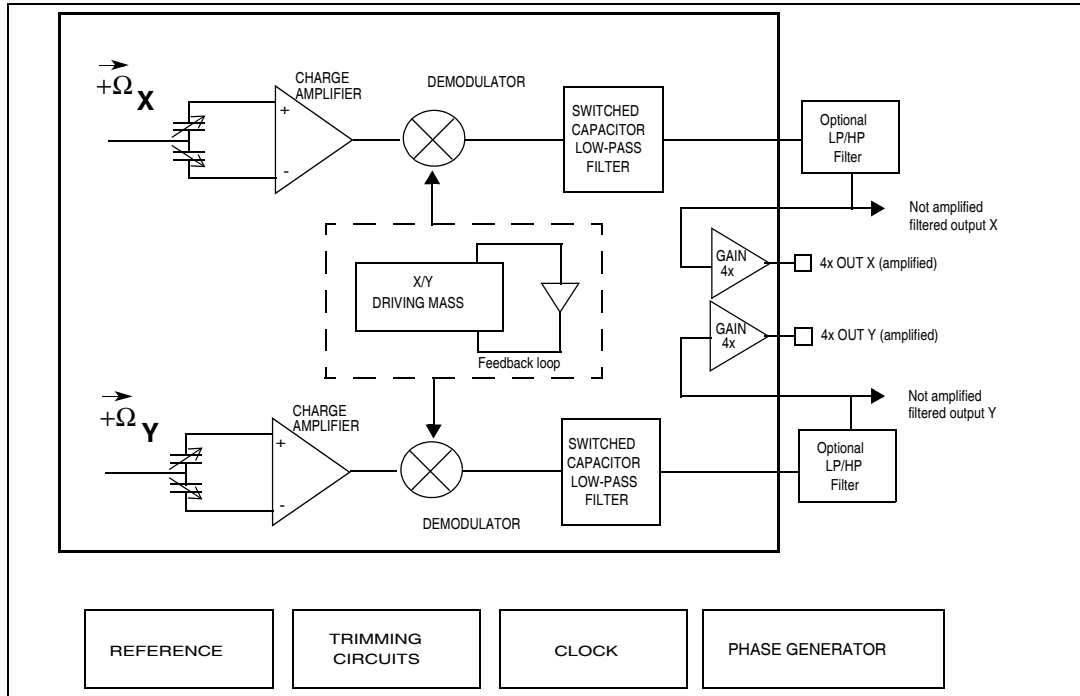 +Ω X
CHARGE
AMPLIFIER
+
-
DEMODULATOR
SWITCHED
CAPACITOR
LOW-PASS
FILTER
Optional
LP/HP
Filter
Not amplified
filtered output X
GAIN
4x
4x OUT X (amplified)
X/Y
DRIVING MASS
Feedback loop
GAIN
4x
4x OUT Y (amplified)
Not amplified
filtered output Y
+Ω Y
CHARGE
AMPLIFIER
+
-
DEMODULATOR
SWITCHED
CAPACITOR
LOW-PASS
FILTER
Optional
LP/HP
Filter
REFERENCE
TRIMMING
CIRCUITS
CLOCK
PHASE GENERATOR